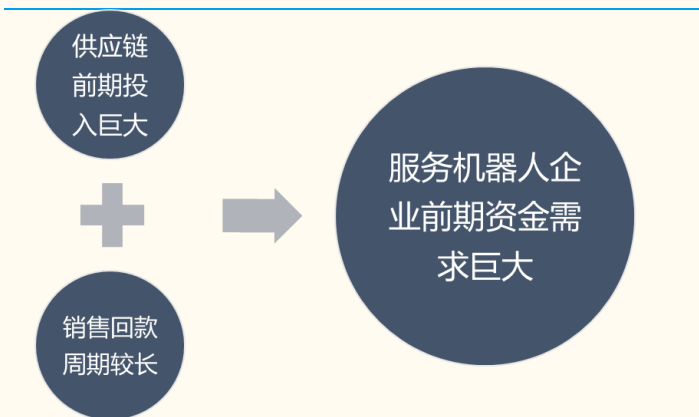 供应链
前期投
入巨大
销售回款
周期较长
服务机器人企
业前期资金需
求巨大